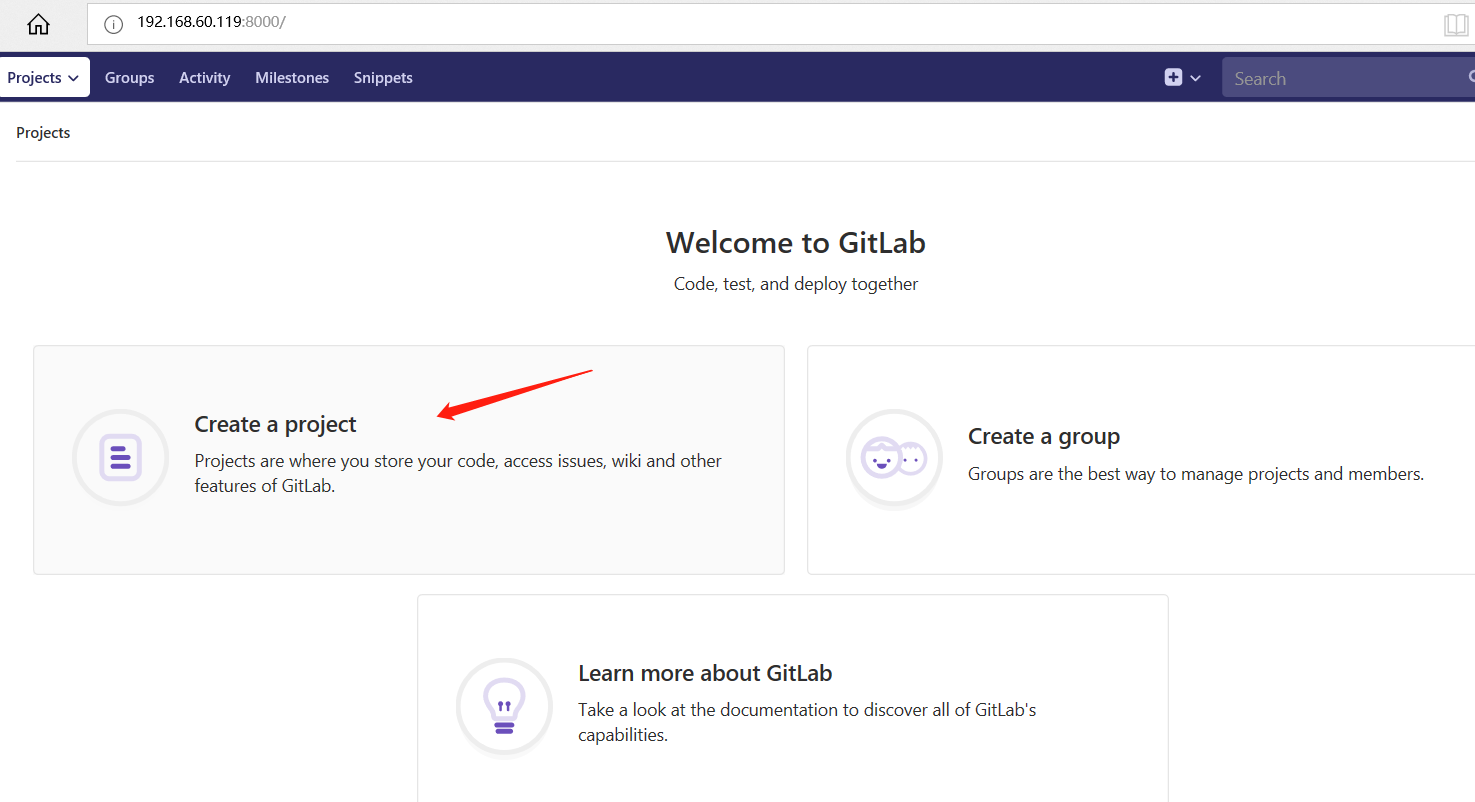 192.168.60.119:8000/
Projects Groups Activity Milestones Snippets Search
Projects
Welcome to GitLab
Code, test, and deploy together
Create a project
Projects are where you store your code, access issues, wiki and other
features of GitLab.
Create a group
Groups are the best way to manage projects and members.
Learn more about GitLab
Take a look at the documentation to discover all of GitLab's
capabilities.